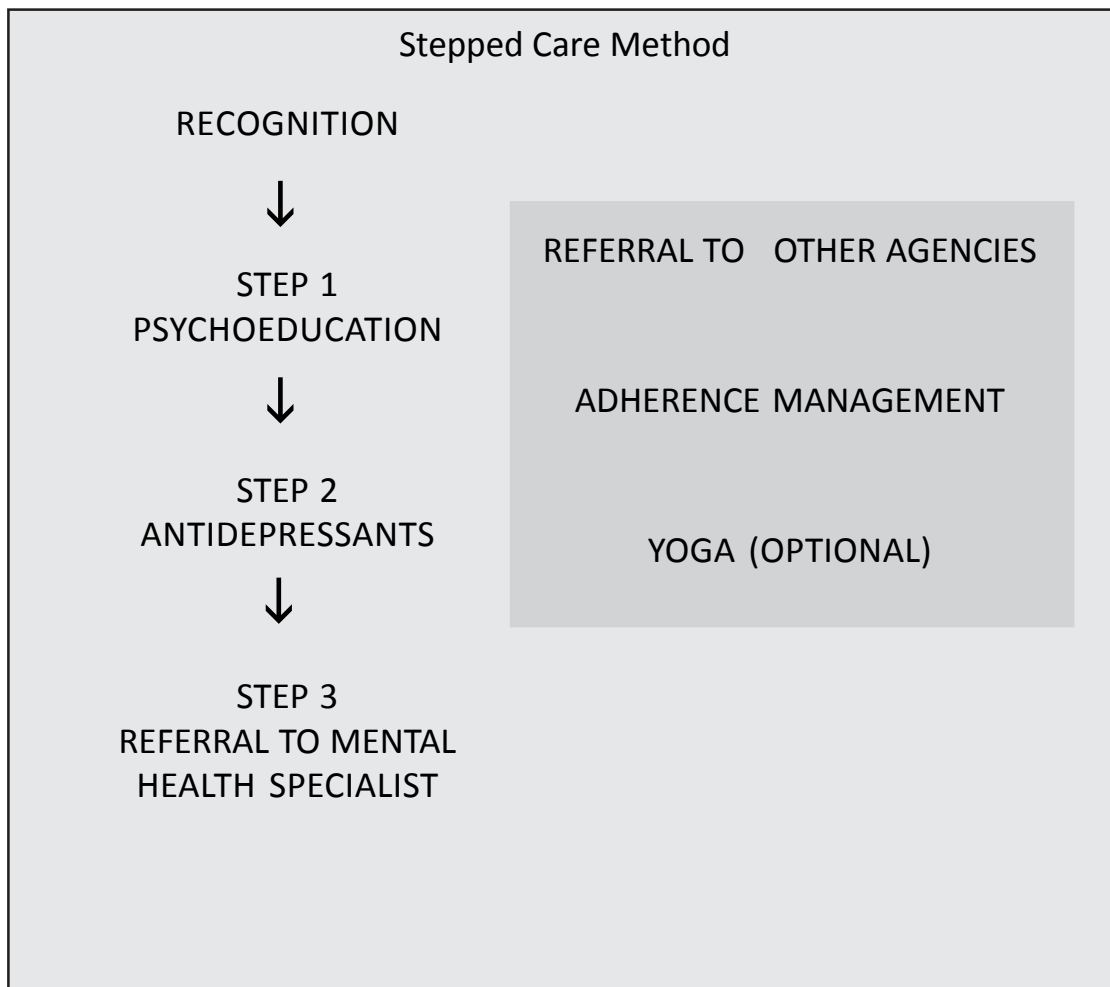 Stepped Care Method
RECOGNITION
↓
STEP 1
PSYCHOEDUCATION
↓
STEP 2
ANTIDEPRESSANTS
↓
STEP 3
REFERRAL TO MENTAL
HEALTH SPECIALIST
REFERRAL TO OTHER AGENCIES
ADHERENCE MANAGEMENT
YOGA (OPTIONAL)